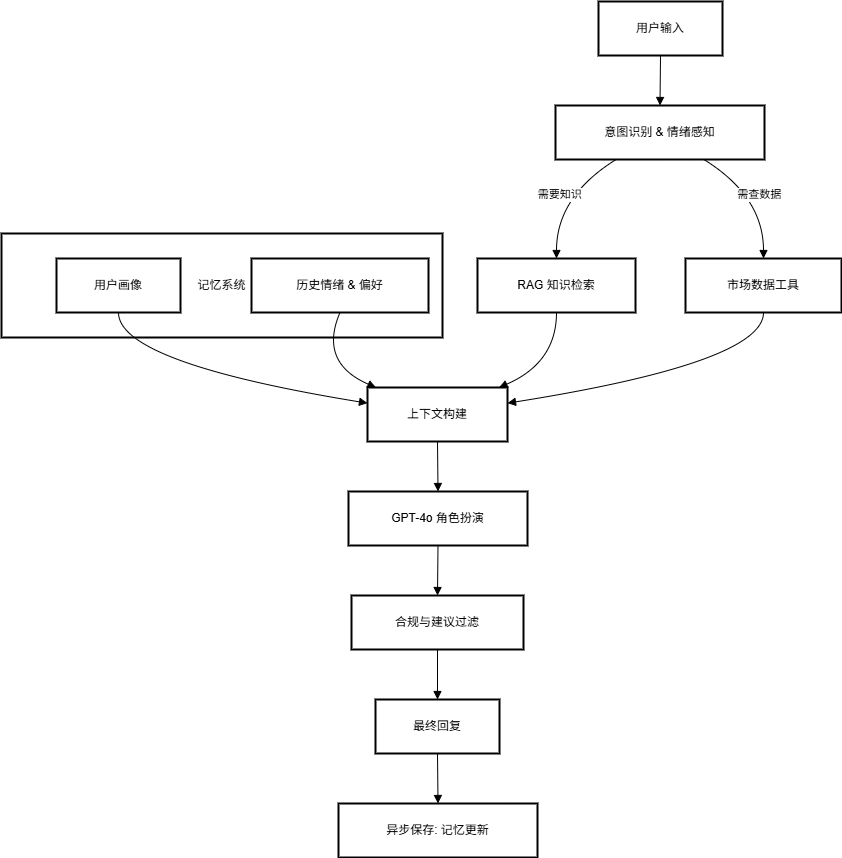 用户输入
意图识别 & 情绪感知
需要知识
需查数据
用户画像
记忆系统
历史情绪 & 偏好
RAG 知识检索
市场数据工具
上下文构建
GPT-4o 角色扮演
合规与建议过滤
最终回复
异步保存: 记忆更新